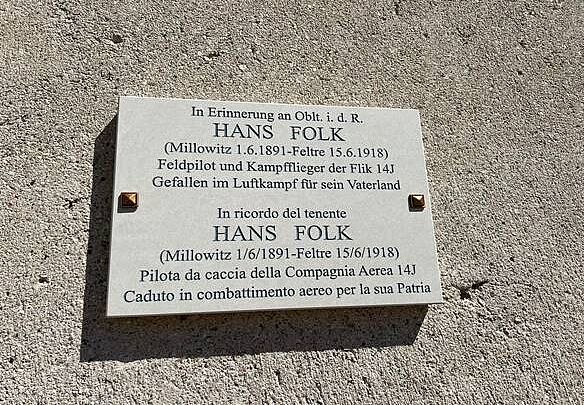 In Erinnerung an Oblt. i. d. R.
HANS FOLK
(Millowitz 1.6.1891-Feltre 15.6.1918)
Feldpilot und Kampfflieger der Flik 14J
Gefallen im Luftkampf für sein Vaterland
In ricordo del tenente
HANS FOLK
(Millowitz 1/6/1891-Feltre 15/6/1918)
Pilota da caccia della Compagnia Aerea 14J
Caduto in combattimento aereo per la sua Patria